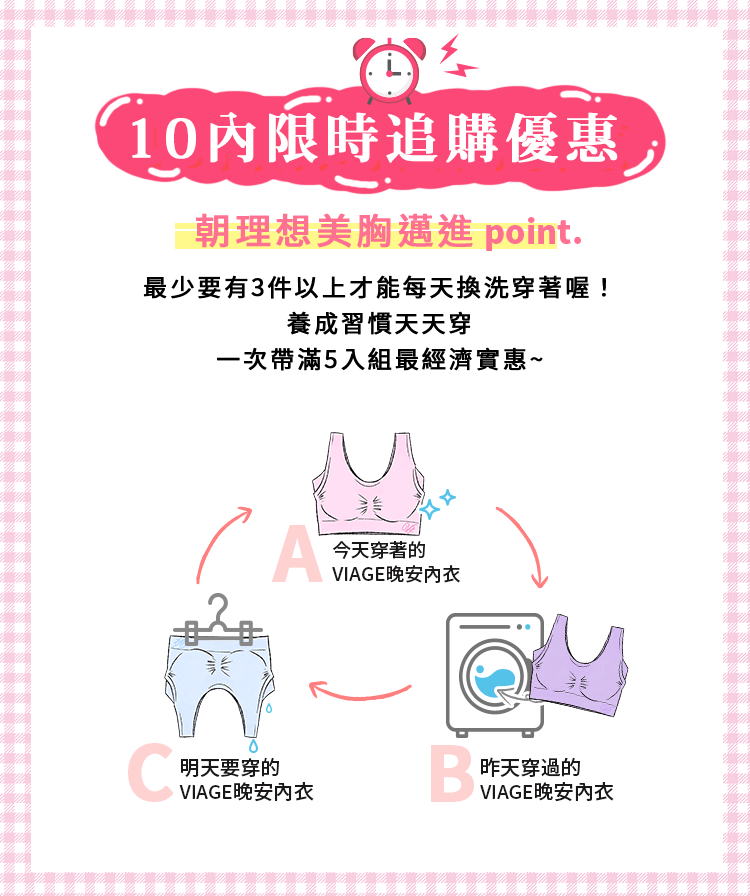 10內限時追購優惠
朝理想美胸邁進 point.
最少要有3件以上才能每天換洗穿著喔！
養成習慣天天穿
一次帶滿5入組最經濟實惠~
A
今天穿著的
VIAGE晚安內衣
C
明天要穿的
VIAGE晚安內衣
B
昨天穿過的
VIAGE晚安內衣